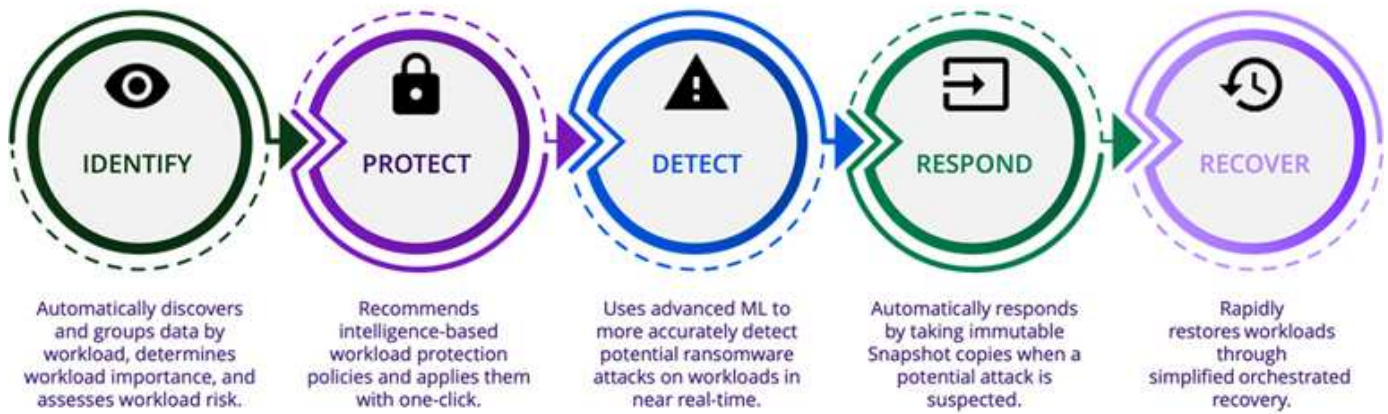 IDENTIFY
PROTECT
DETECT
RESPOND
RECOVER
Automatically discovers
and groups data by
workload, determines
workload importance, and
assesses workload risk.
Recommends
intelligence-based
workload protection
policies and applies them
with one-click.
Uses advanced ML to
more accurately detect
potential ransomware
attacks on workloads in
near real-time.
Automatically responds
by taking immutable
Snapshot copies when a
potential attack is
suspected.
Rapidly
restores workloads
through
simplified orchestrated
recovery.